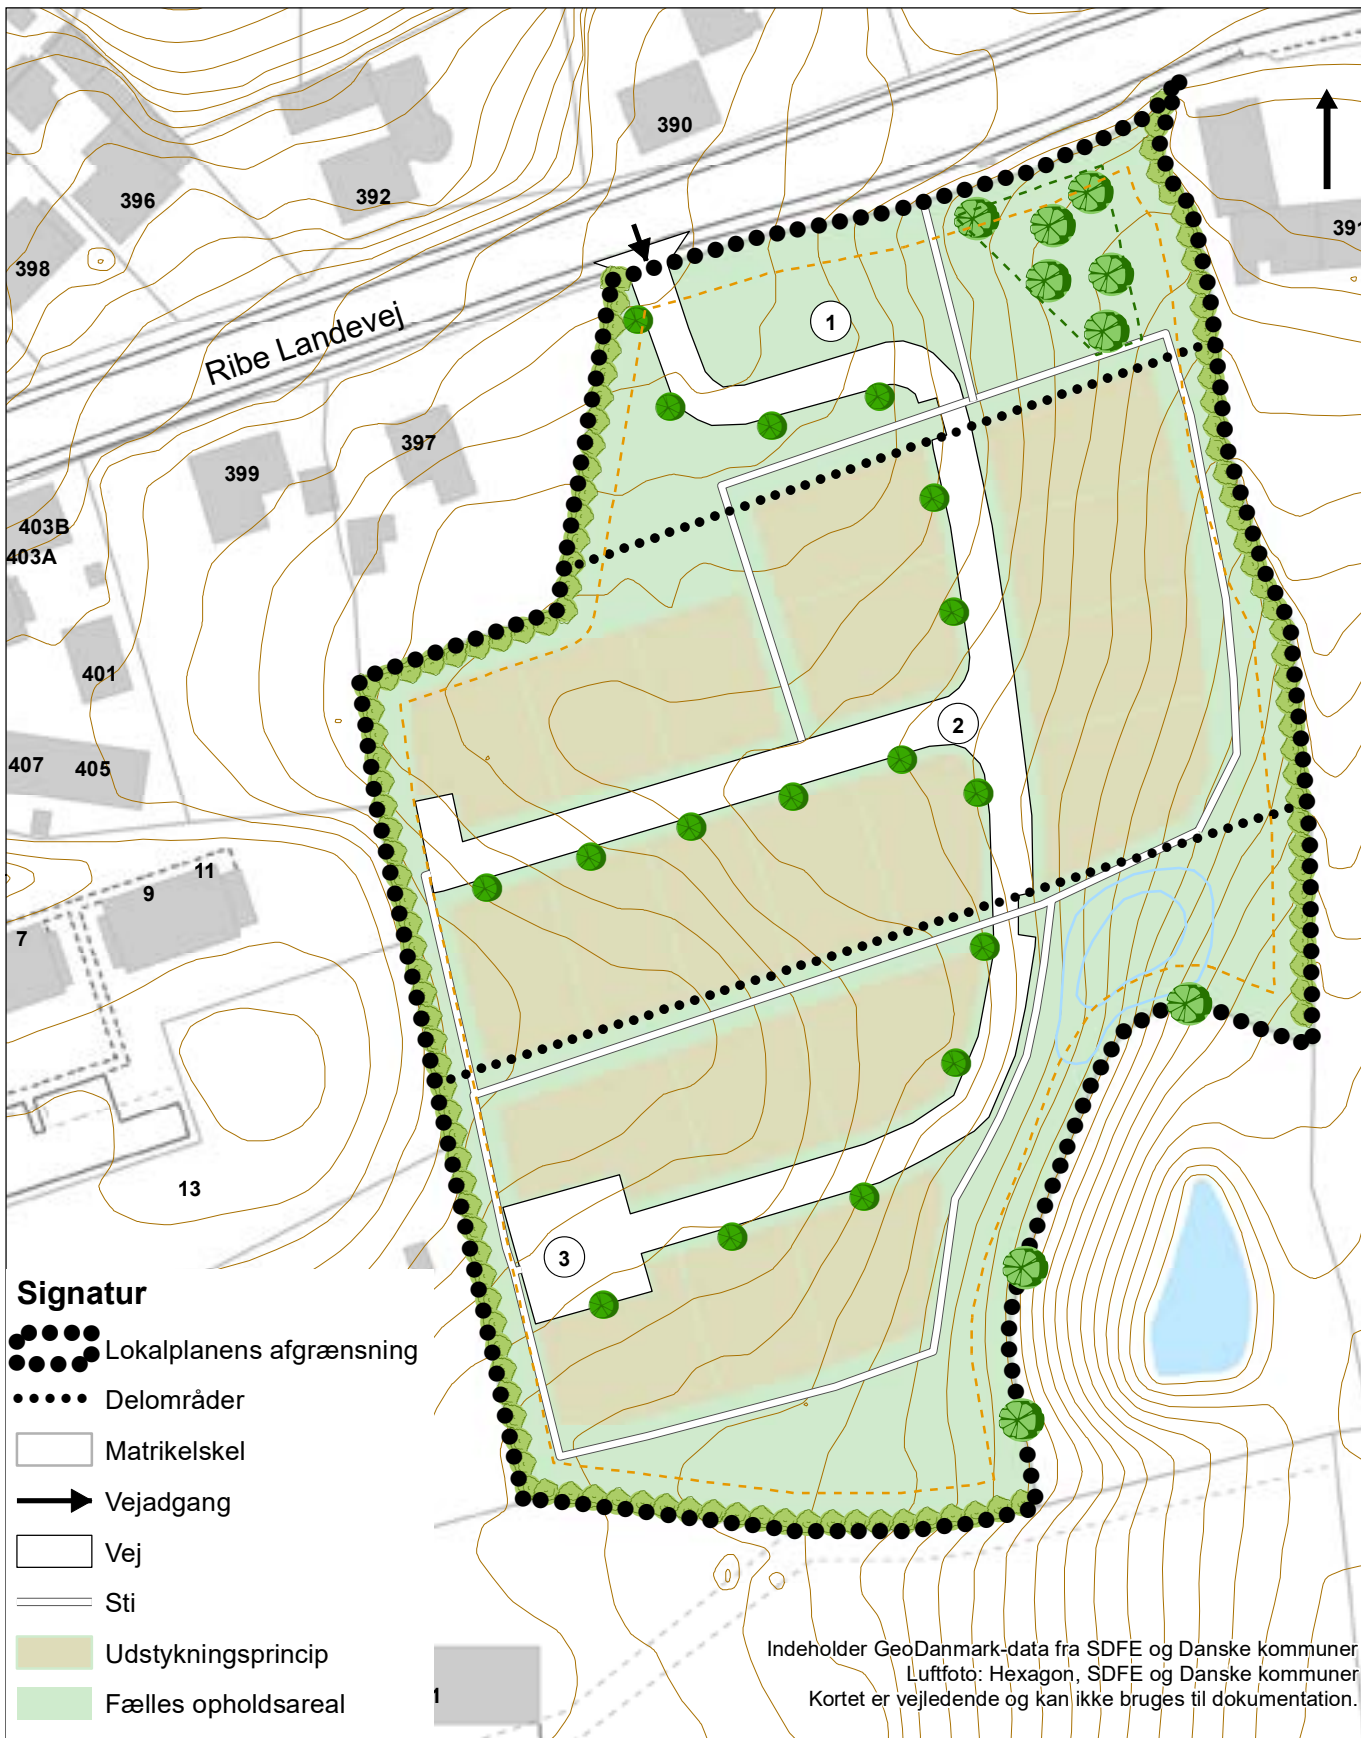 390
396
392
398
391
1
Ribe Landevej
397
399
403B
403A
401
2
407
405
11
9
7
13
3
Signatur
Lokalplanens afgrænsning
Delområder
Matrikelskel
Vejadgang
Vej
Sti
Udstykningsprincip
Fælles opholdsareal
Indeholder GeoDanmark-data fra SDFE og Danske kommuner
Luftfoto: Hexagon, SDFE og Danske kommuner
Kortet er vejledende og kan ikke bruges til dokumentation.